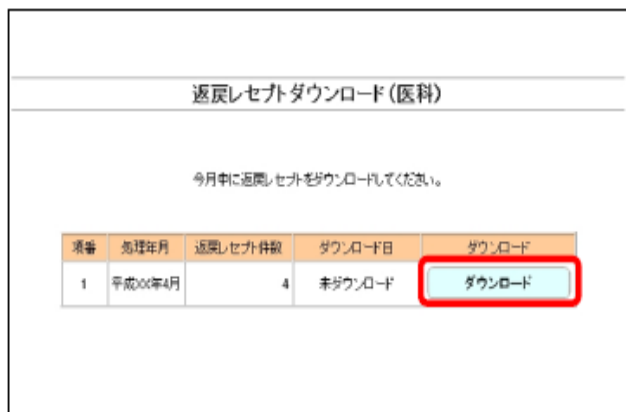 返戻レセプトダウンロード(医科)
今月中に返戻レセプトをダウンロードしてください。
項番 処理年月 返戻レセプト件数 ダウンロード日 ダウンロード
1 平成XX年4月 4 未ダウンロード ダウンロード